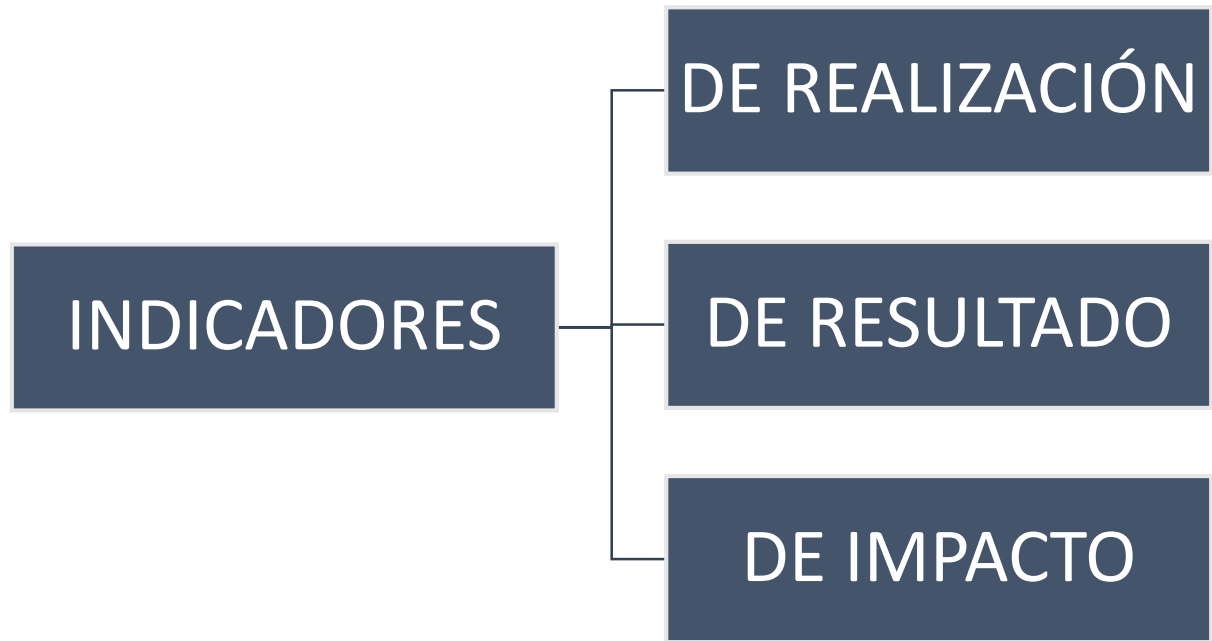 INDICADORES
DE REALIZACIÓN
DE RESULTADO
DE IMPACTO